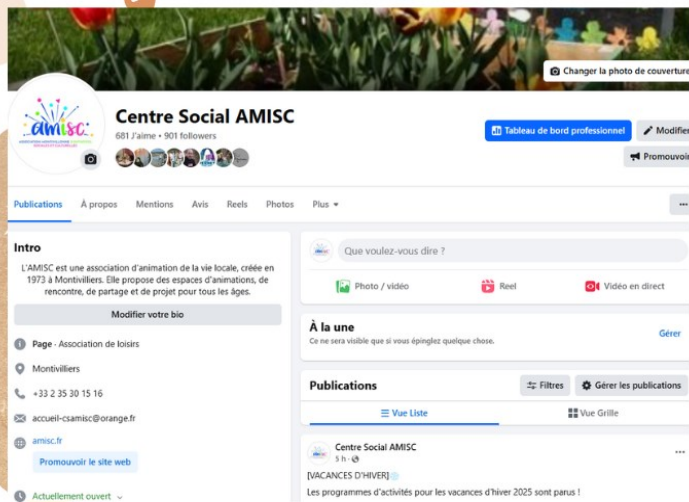 Changer la photo de couverture
amisc
Centre Social AMISC
681 J'aime • 901 followers
Tableau de bord professionnel
Modifier
Promouvoir
Publications
À propos
Mentions
Avis
Reels
Photos
Plus
Intro
L'AMISC est une association d'animation de la vie locale, créée en
1973 à Montivilliers. Elle propose des espaces d'animations, de
rencontre, de partage et de projet pour tous les âges.
Modifier votre bio
Page · Association de loisirs
Montivilliers
+33 2 35 30 15 16
accueil-csamisc@orange.fr
amisc.fr
Promouvoir le site web
Actuellement ouvert
Que voulez-vous dire ?
Photo / vidéo
Reel
Vidéo en direct
À la une
Gérer
Ce ne sera visible que si vous épinglez quelque chose.
Publications
Filtres
Gérer les publications
Vue Liste
Vue Grille
Centre Social AMISC
5 h ·
[VACANCES D'HIVER]
Les programmes d'activités pour les vacances d'hiver 2025 sont parus !